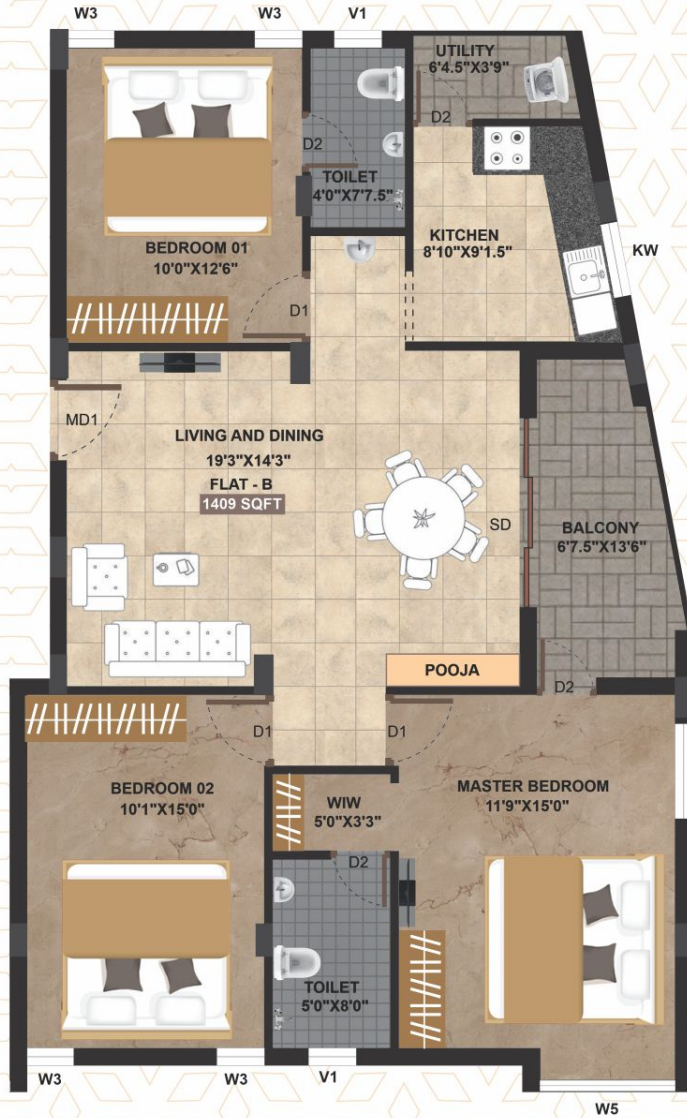 W3
W3
V1
UTILITY
6'4.5"X3'9"
D2
D2
TOILET
4'0"X7'7.5"
KITCHEN
8'10"X9'1.5"
KW
BEDROOM 01
10'0"X12'6"
D1
MD1
LIVING AND DINING
19'3"X14'3"
FLAT - B
1409 SQFT
SD
BALCONY
6'7.5"X13'6"
POOJA
D2
D1
D1
BEDROOM 02
10'1"X15'0"
WIW
5'0"X3'3"
MASTER BEDROOM
11'9"X15'0"
D2
TOILET
5'0"X8'0"
W3
W3
V1
W5